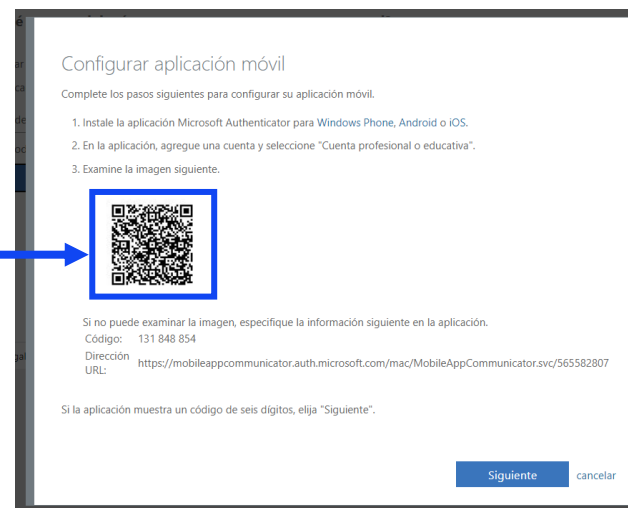 Configurar aplicación móvil
Complete los pasos siguientes para configurar su aplicación móvil.
1. Instale la aplicación Microsoft Authenticator para Windows Phone, Android o iOS.
2. En la aplicación, agregue una cuenta y seleccione "Cuenta profesional o educativa".
3. Examine la imagen siguiente.
Si no puede examinar la imagen, especifique la información siguiente en la aplicación.
Código: 131 848 854
Dirección URL: https://mobileappcommunicator.auth.microsoft.com/mac/MobileAppCommunicator.svc/565582807
Si la aplicación muestra un código de seis dígitos, elija "Siguiente".
Siguiente cancelar